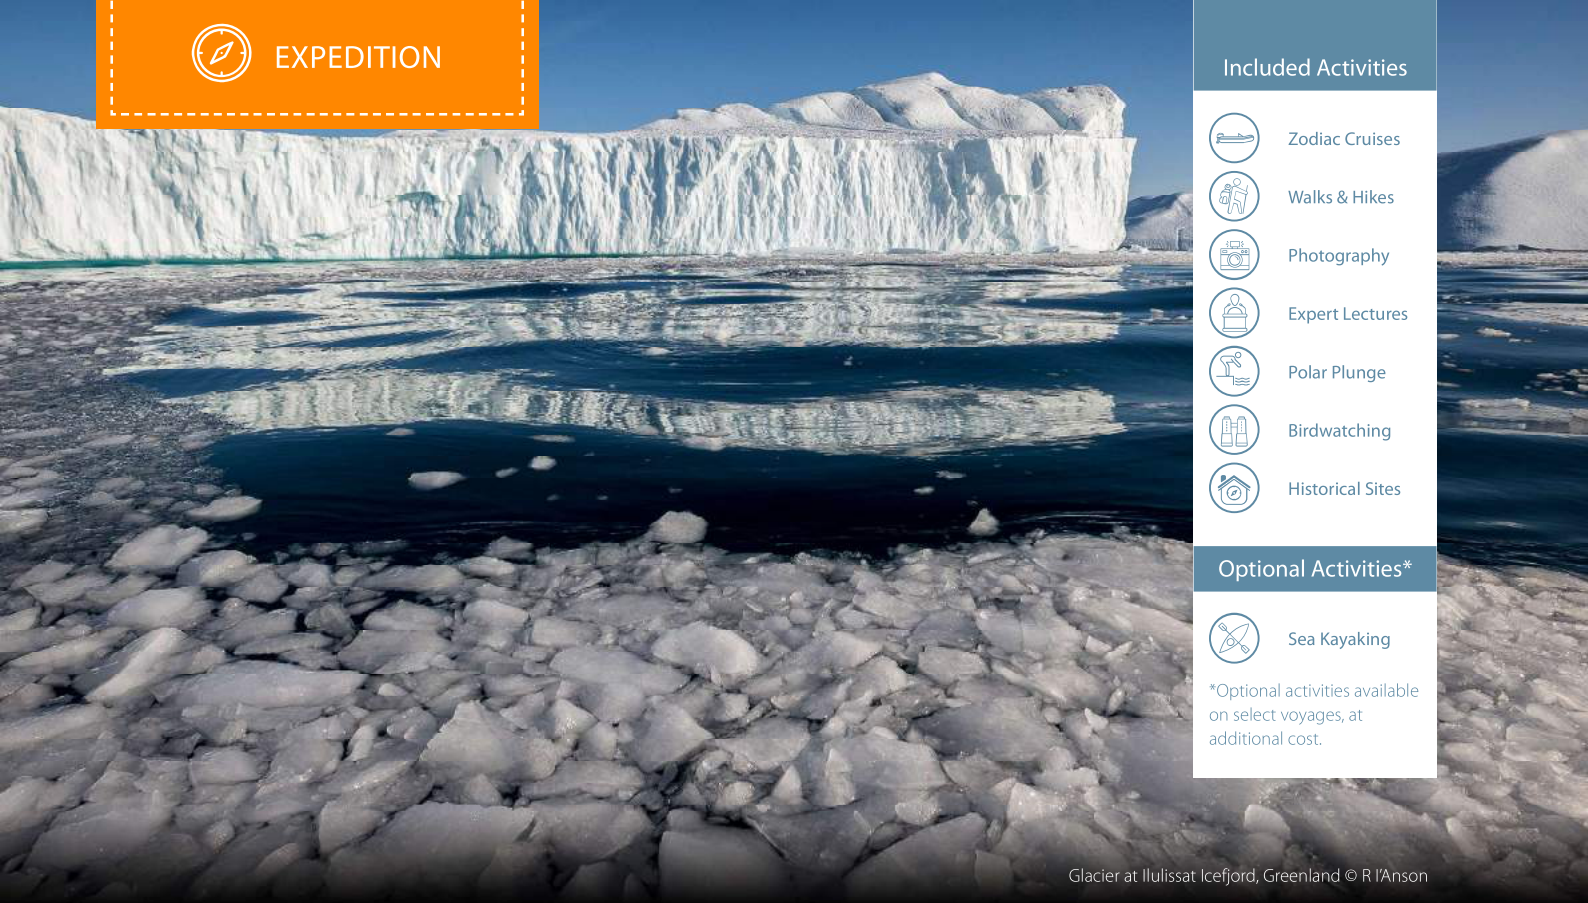 EXPEDITION
Included Activities
Zodiac Cruises
Walks & Hikes
Photography
Expert Lectures
Polar Plunge
Birdwatching
Historical Sites
Optional Activities*
Sea Kayaking
*Optional activities available
on select voyages, at
additional cost.
Glacier at Ilulissat Icefjord, Greenland © R I’Anson